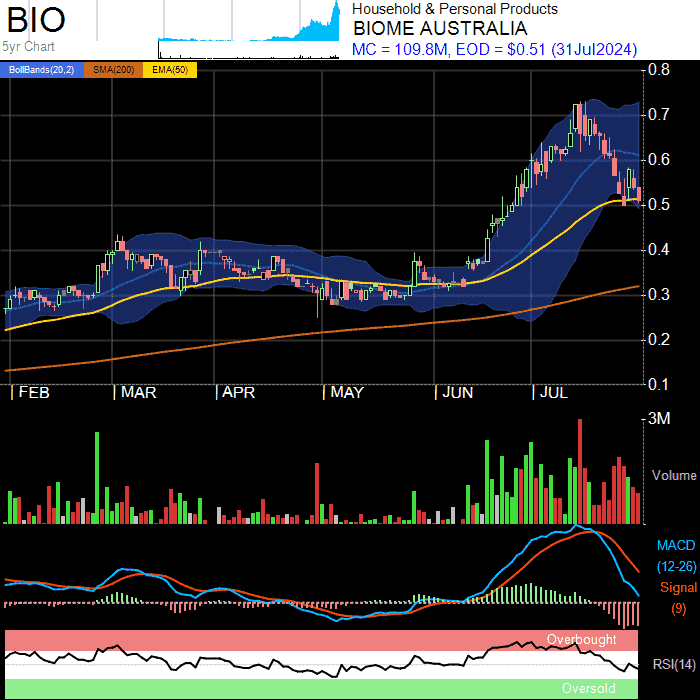 BIO
5yr Chart
Household & Personal Products
BIOME AUSTRALIA
MC = 109.8M, EOD = $0.51 (31Jul2024)
BollBands(20,2) SMA(200) EMA(50)
0.8
0.7
0.6
0.5
0.4
0.3
0.2
0.1
| FEB | MAR | APR | MAY | JUN | JUL
3M
Volume
MACD
(12-26)
Signal
(9)
Overbought
RSI(14)
Oversold